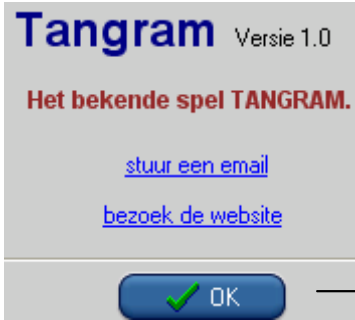 Tangram Versie 1.0
Het bekende spel TANGRAM.
stuur een email
bezoek de website
OK